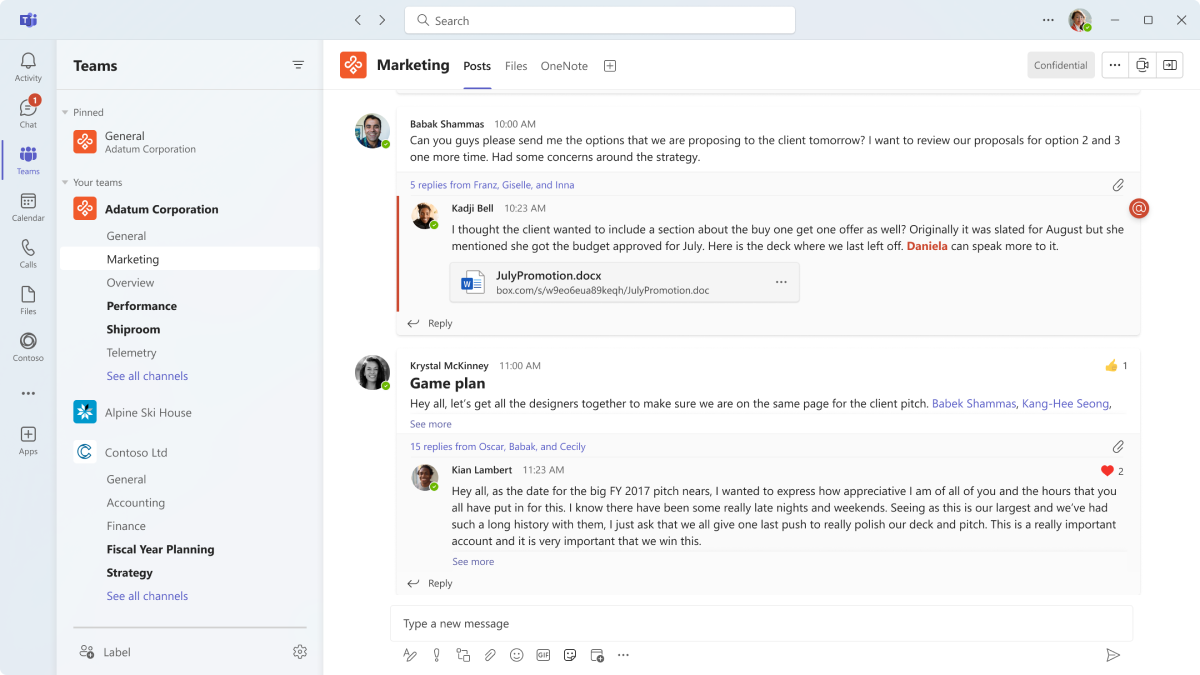 Search
Activity
1
Chat
Teams
Calendar
Calls
Files
Contoso
Apps
Teams
Pinned
General
Adatum Corporation
Your teams
Adatum Corporation
General
Marketing
Overview
Performance
Shiproom
Telemetry
See all channels
Alpine Ski House
Contoso Ltd
General
Accounting
Finance
Fiscal Year Planning
Strategy
See all channels
Label
Marketing Posts Files OneNote Confidential
Babak Shammas 10:00 AM
Can you guys please send me the options that we are proposing to the client tomorrow? I want to review our proposals for option 2 and 3
one more time. Had some concerns around the strategy.
5 replies from Franz, Giselle, and Inna
Kadji Bell 10:23 AM
@
I thought the client wanted to include a section about the buy one get one offer as well? Originally it was slated for August but she
mentioned she got the budget approved for July. Here is the deck where we last left off. Daniela can speak more to it.
W
JulyPromotion.docx
box.com/s/w9eo6eua89keqh/JulyPromotion.doc
Reply
Krystal McKinney 11:00 AM 1
Game plan
Hey all, let's get all the designers together to make sure we are on the same page for the client pitch. Babek Shammas, Kang-Hee Seong,
See more
15 replies from Oscar, Babak, and Cecily
Kian Lambert 11:23 AM 2
Hey all, as the date for the big FY 2017 pitch nears, I wanted to express how appreciative I am of all of you and the hours that you
all have put in for this. I know there have been some really late nights and weekends. Seeing as this is our largest and we've had
such a long history with them, I just ask that we all give one last push to really polish our deck and pitch. This is a really important
account and it is very important that we win this.
See more
Reply
Type a new message
GIF